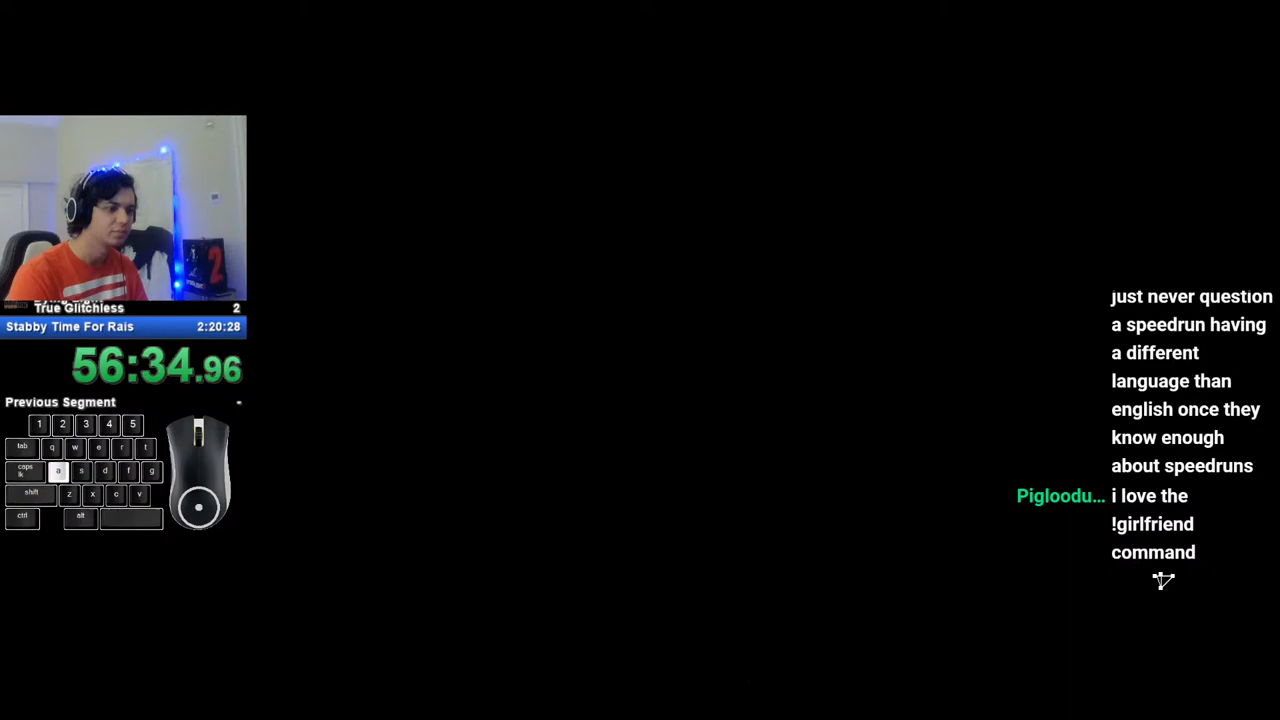 True Glitchless 2
Stabby Time For Rais 2:20:28
56:34.96
Previous Segment -
1 2 3 4 5
tab q w e r t
caps lk a s d f g
shift z x c v
ctrl alt
2
just never question
a speedrun having
a different
language than
english once they
know enough
about speedruns
Pigloodu… i love the
!girlfriend
command